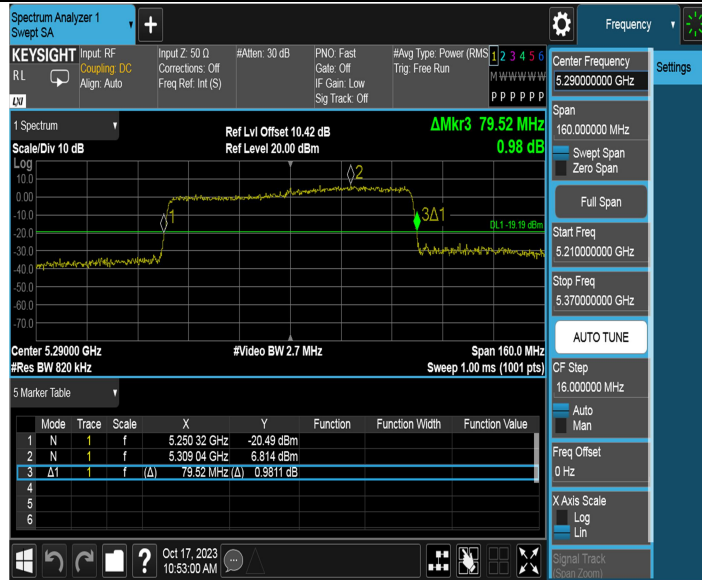 Spectrum Analyzer 1
Swept SA
+
Frequency
KEYSIGHT
RL
LXI
Input: RF
Coupling: DC
Align: Auto
Input Z: 50 Ω
Corrections: Off
Freq Ref: Int (S)
#Atten: 30 dB
PNO: Fast
Gate: Off
IF Gain: Low
Sig Track: Off
#Avg Type: Power (RMS
Trig: Free Run
1 2 3 4 5 6
M W W W W W
P P P P P P
Center Frequency
5.290000000 GHz
Settings
Span
160.000000 MHz
Swept Span
Zero Span
Full Span
Start Freq
5.210000000 GHz
Stop Freq
5.370000000 GHz
AUTO TUNE
CF Step
16.000000 MHz
Auto
Man
Freq Offset
0 Hz
X Axis Scale
Log
Lin
Signal Track
(Span Zoom)
1 Spectrum
Scale/Div 10 dB
Ref Lvl Offset 10.42 dB
Ref Level 20.00 dBm
ΔMkr3 79.52 MHz
0.98 dB
Log
10.0
0.00
-10.0
-20.0
-30.0
-40.0
-50.0
-60.0
-70.0
1
2
3Δ1
DL1 -19.19 dBm
Center 5.29000 GHz
#Video BW 2.7 MHz
Span 160.0 MHz
#Res BW 820 kHz
Sweep 1.00 ms (1001 pts)
5 Marker Table
Mode Trace Scale X Y Function Function Width Function Value
1 N 1 f 5.250 32 GHz -20.49 dBm
2 N 1 f 5.309 04 GHz 6.814 dBm
3 Δ1 1 f (Δ) 79.52 MHz (Δ) 0.9811 dB
4
5
6
?
Oct 17, 2023
10:53:00 AM